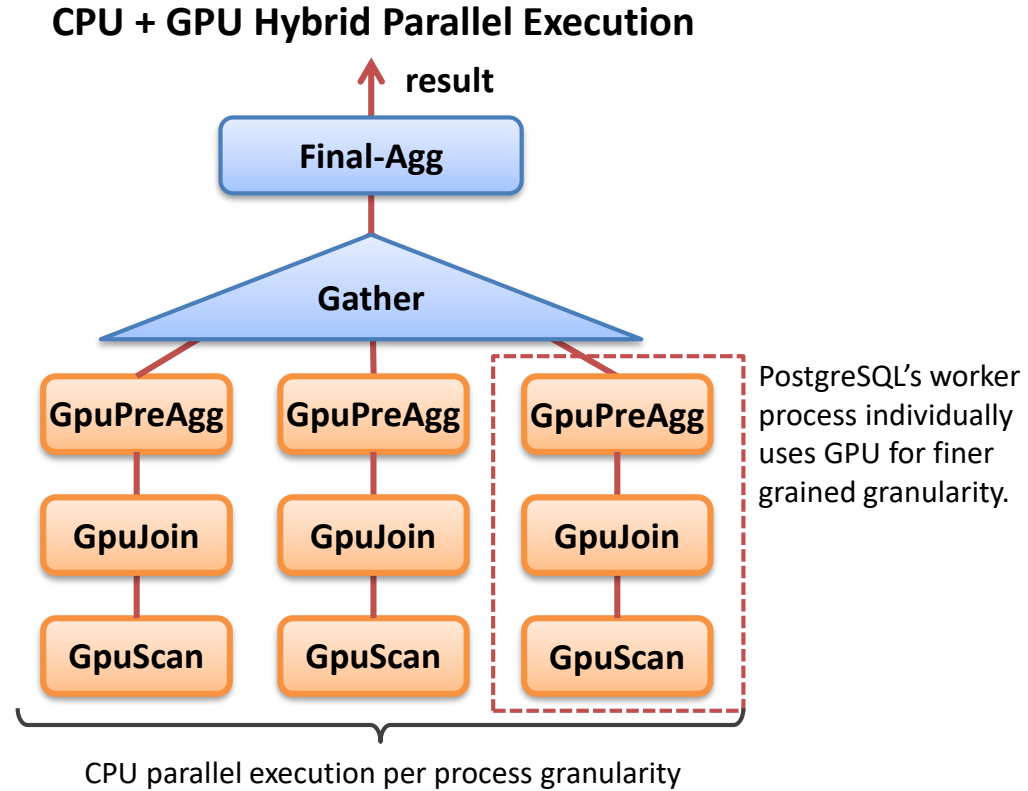 CPU + GPU Hybrid Parallel Execution
result
Final-Agg
Gather
GpuPreAgg
GpuPreAgg
GpuPreAgg
PostgreSQL's worker
process individually
uses GPU for finer
grained granularity.
GpuJoin
GpuJoin
GpuJoin
GpuScan
GpuScan
GpuScan
CPU parallel execution per process granularity